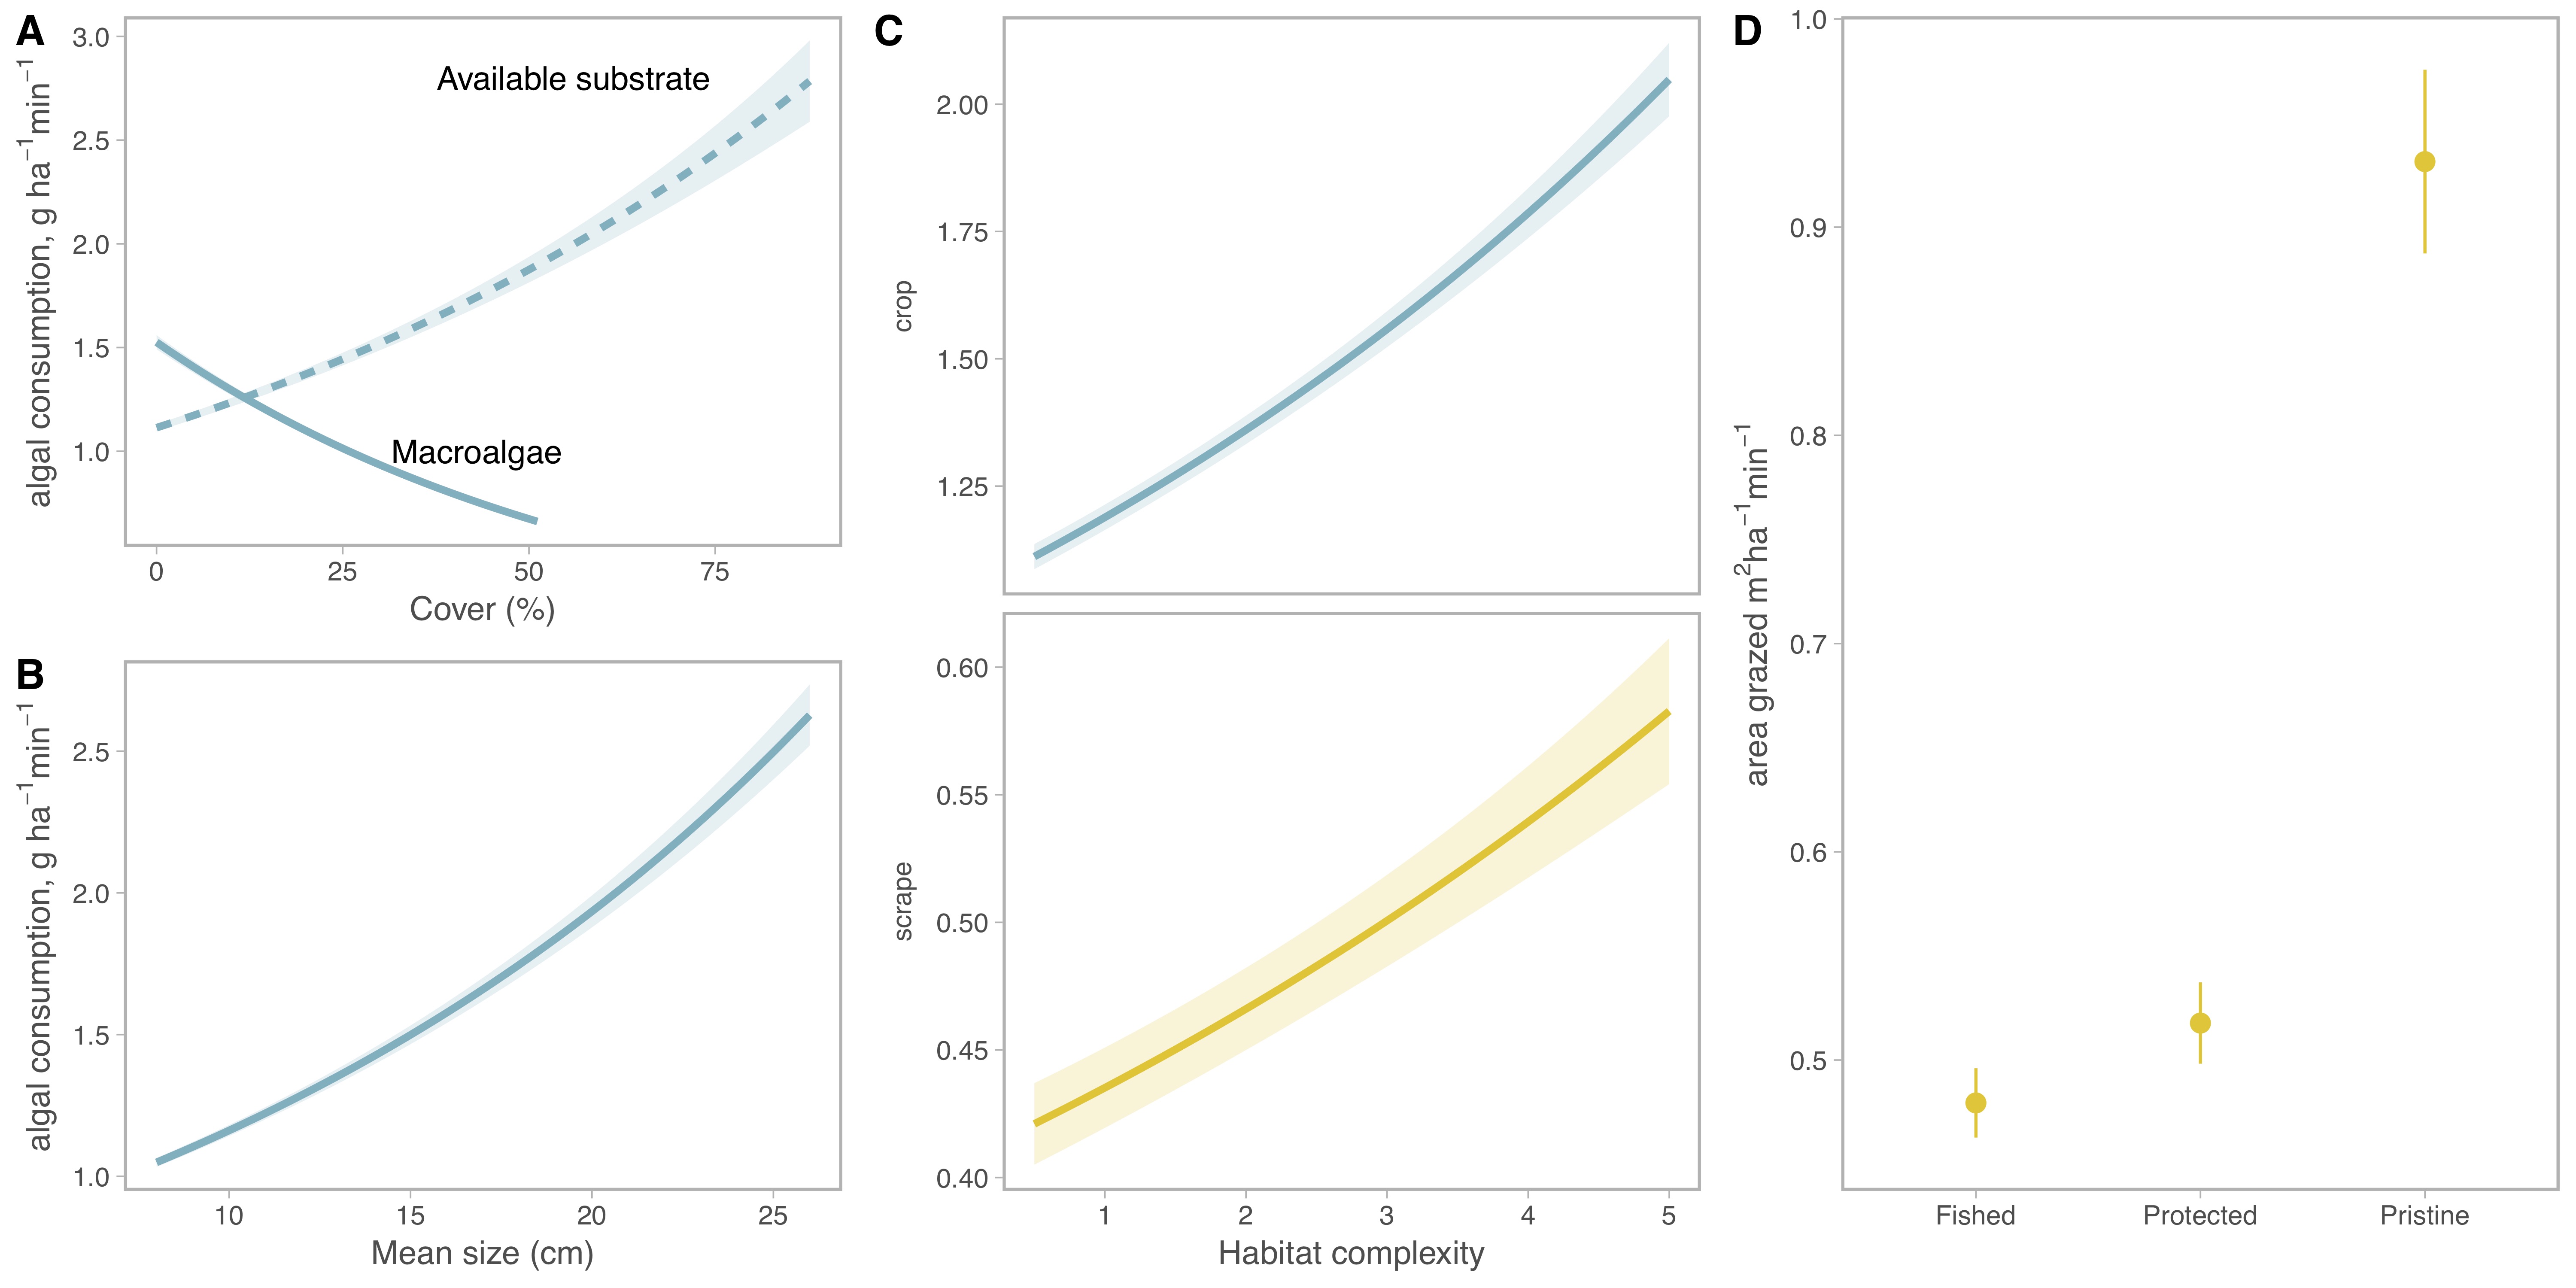 A
3.0
2.5
2.0
1.5
1.0
algal consumption, g ha⁻¹min⁻¹
Available substrate
Macroalgae
0 25 50 75
Cover (%)
B
2.5
2.0
1.5
1.0
algal consumption, g ha⁻¹min⁻¹
10 15 20 25
Mean size (cm)
C
2.00
1.75
1.50
1.25
crop
0.60
0.55
0.50
0.45
0.40
scrape
1 2 3 4 5
Habitat complexity
D
1.0
0.9
0.8
0.7
0.6
0.5
area grazed m²ha⁻¹min⁻¹
Fished Protected Pristine